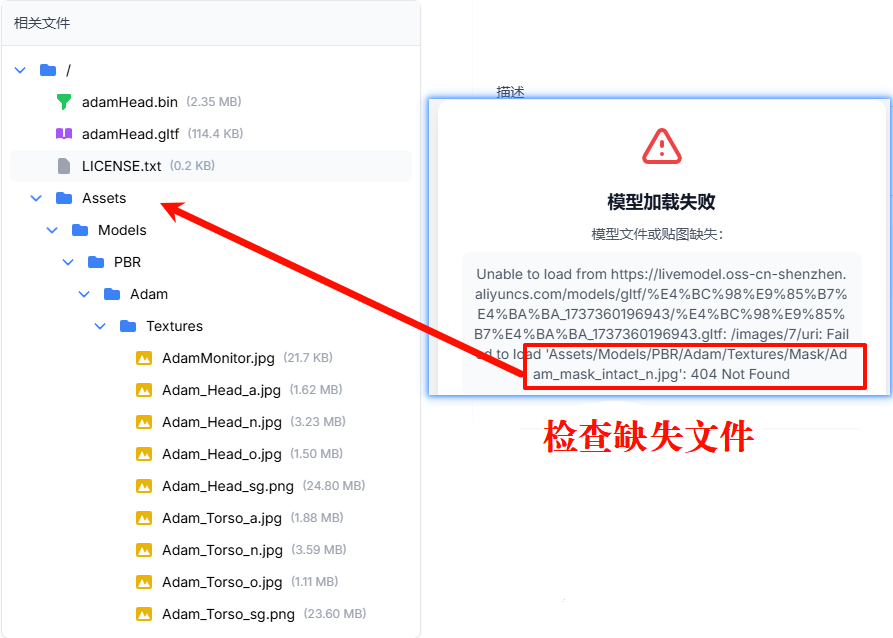 相关文件
/
adamHead.bin (2.35 MB)
adamHead.gltf (114.4 KB)
LICENSE.txt (0.2 KB)
Assets
Models
PBR
Adam
Textures
AdamMonitor.jpg (21.7 KB)
Adam_Head_a.jpg (1.62 MB)
Adam_Head_n.jpg (3.23 MB)
Adam_Head_o.jpg (1.50 MB)
Adam_Head_sg.png (24.80 MB)
Adam_Torso_a.jpg (1.88 MB)
Adam_Torso_n.jpg (3.59 MB)
Adam_Torso_o.jpg (1.11 MB)
Adam_Torso_sg.png (23.60 MB)
描述
模型加载失败
模型文件或贴图缺失：
Unable to load from https://livemodel.oss-cn-shenzhen.
aliyuncs.com/models/gltf/%E4%BC%98%E9%85%B7%
E4%BA%BA_1737360196943/%E4%BC%98%E9%85%
B7%E4%BA%BA_1737360196943.gltf: /images/7/uri: Fail
ed to load 'Assets/Models/PBR/Adam/Textures/Mask/Ad
am_mask_intact_n.jpg': 404 Not Found
检查缺失文件